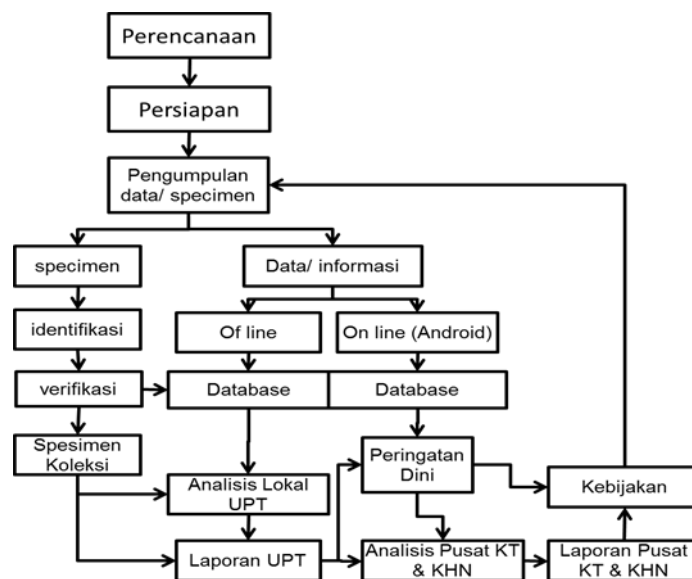 Perencanaan
Persiapan
Pengumpulan
data/ specimen
specimen
Data/ informasi
identifikasi
Of line
On line (Android)
verifikasi
Database
Database
Spesimen
Koleksi
Peringatan
Dini
Analisis Lokal
UPT
Kebijakan
Laporan UPT
Analisis Pusat KT
& KHN
Laporan Pusat
KT & KHN